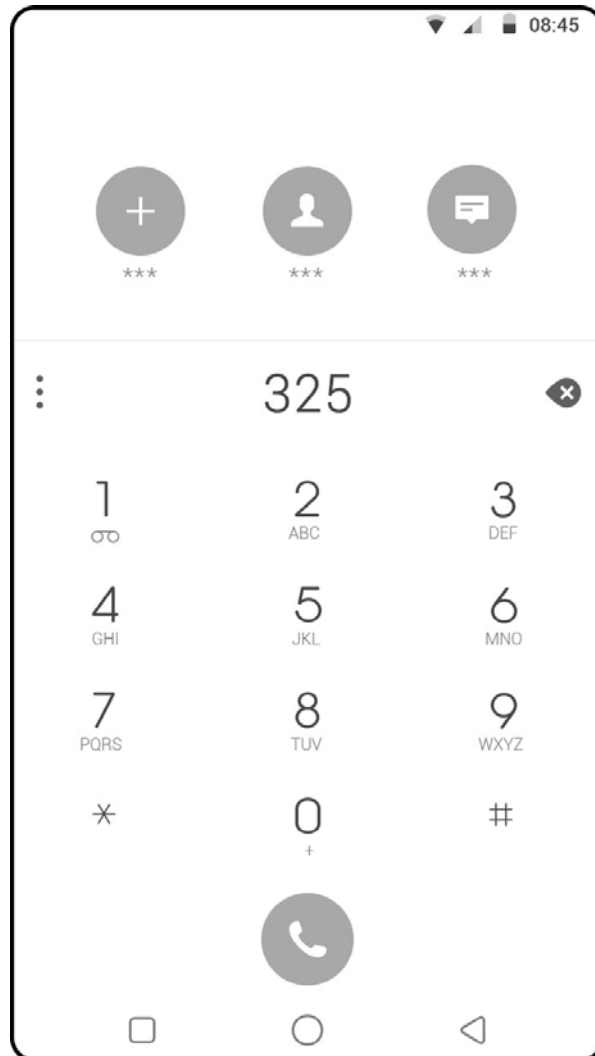 08:45
*** *** ***
325
1 2 3
ABC DEF
4 5 6
GHI JKL MNO
7 8 9
PQRS TUV WXYZ
* 0 #
+